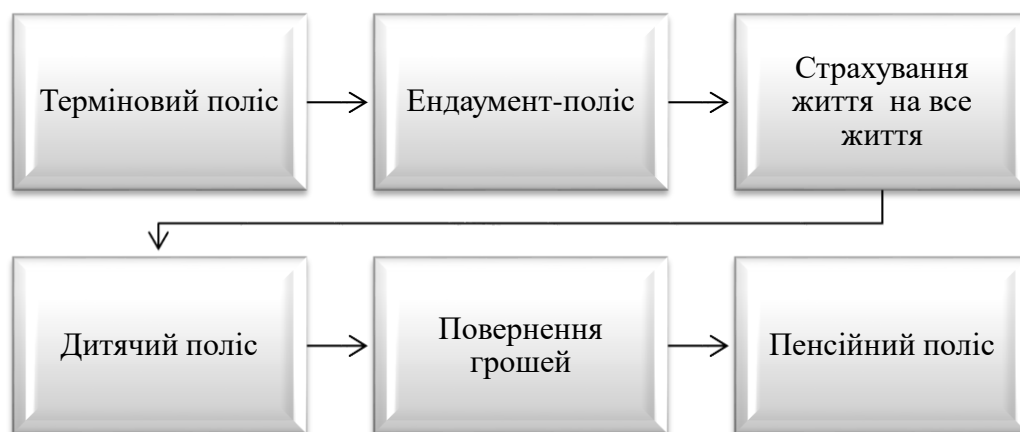 Терміновий поліс
Ендаумент-поліс
Страхування
життя на все
життя
Дитячий поліс
Повернення
грошей
Пенсійний поліс